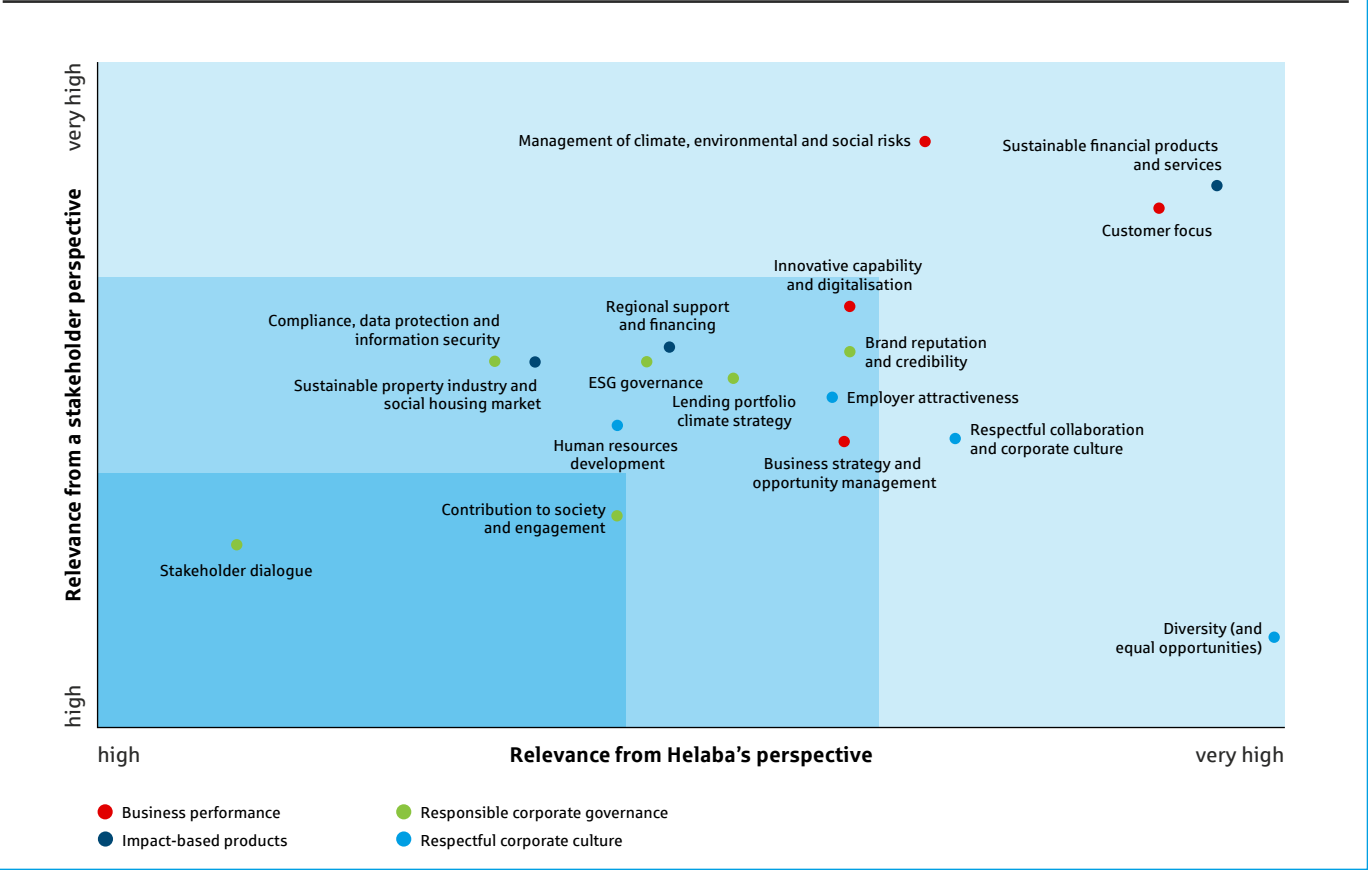 very high
Relevance from a stakeholder perspective
high
Management of climate, environmental and social risks
Sustainable financial products
and services
Customer focus
Innovative capability
and digitalisation
Regional support
and financing
Compliance, data protection and
information security
Brand reputation
and credibility
Sustainable property industry and
social housing market
ESG governance
Lending portfolio
climate strategy
Employer attractiveness
Respectful collaboration
and corporate culture
Human resources
development
Business strategy and
opportunity management
Contribution to society
and engagement
Stakeholder dialogue
Diversity (and
equal opportunities)
high
Relevance from Helaba's perspective
very high
Business performance
Responsible corporate governance
Impact-based products
Respectful corporate culture